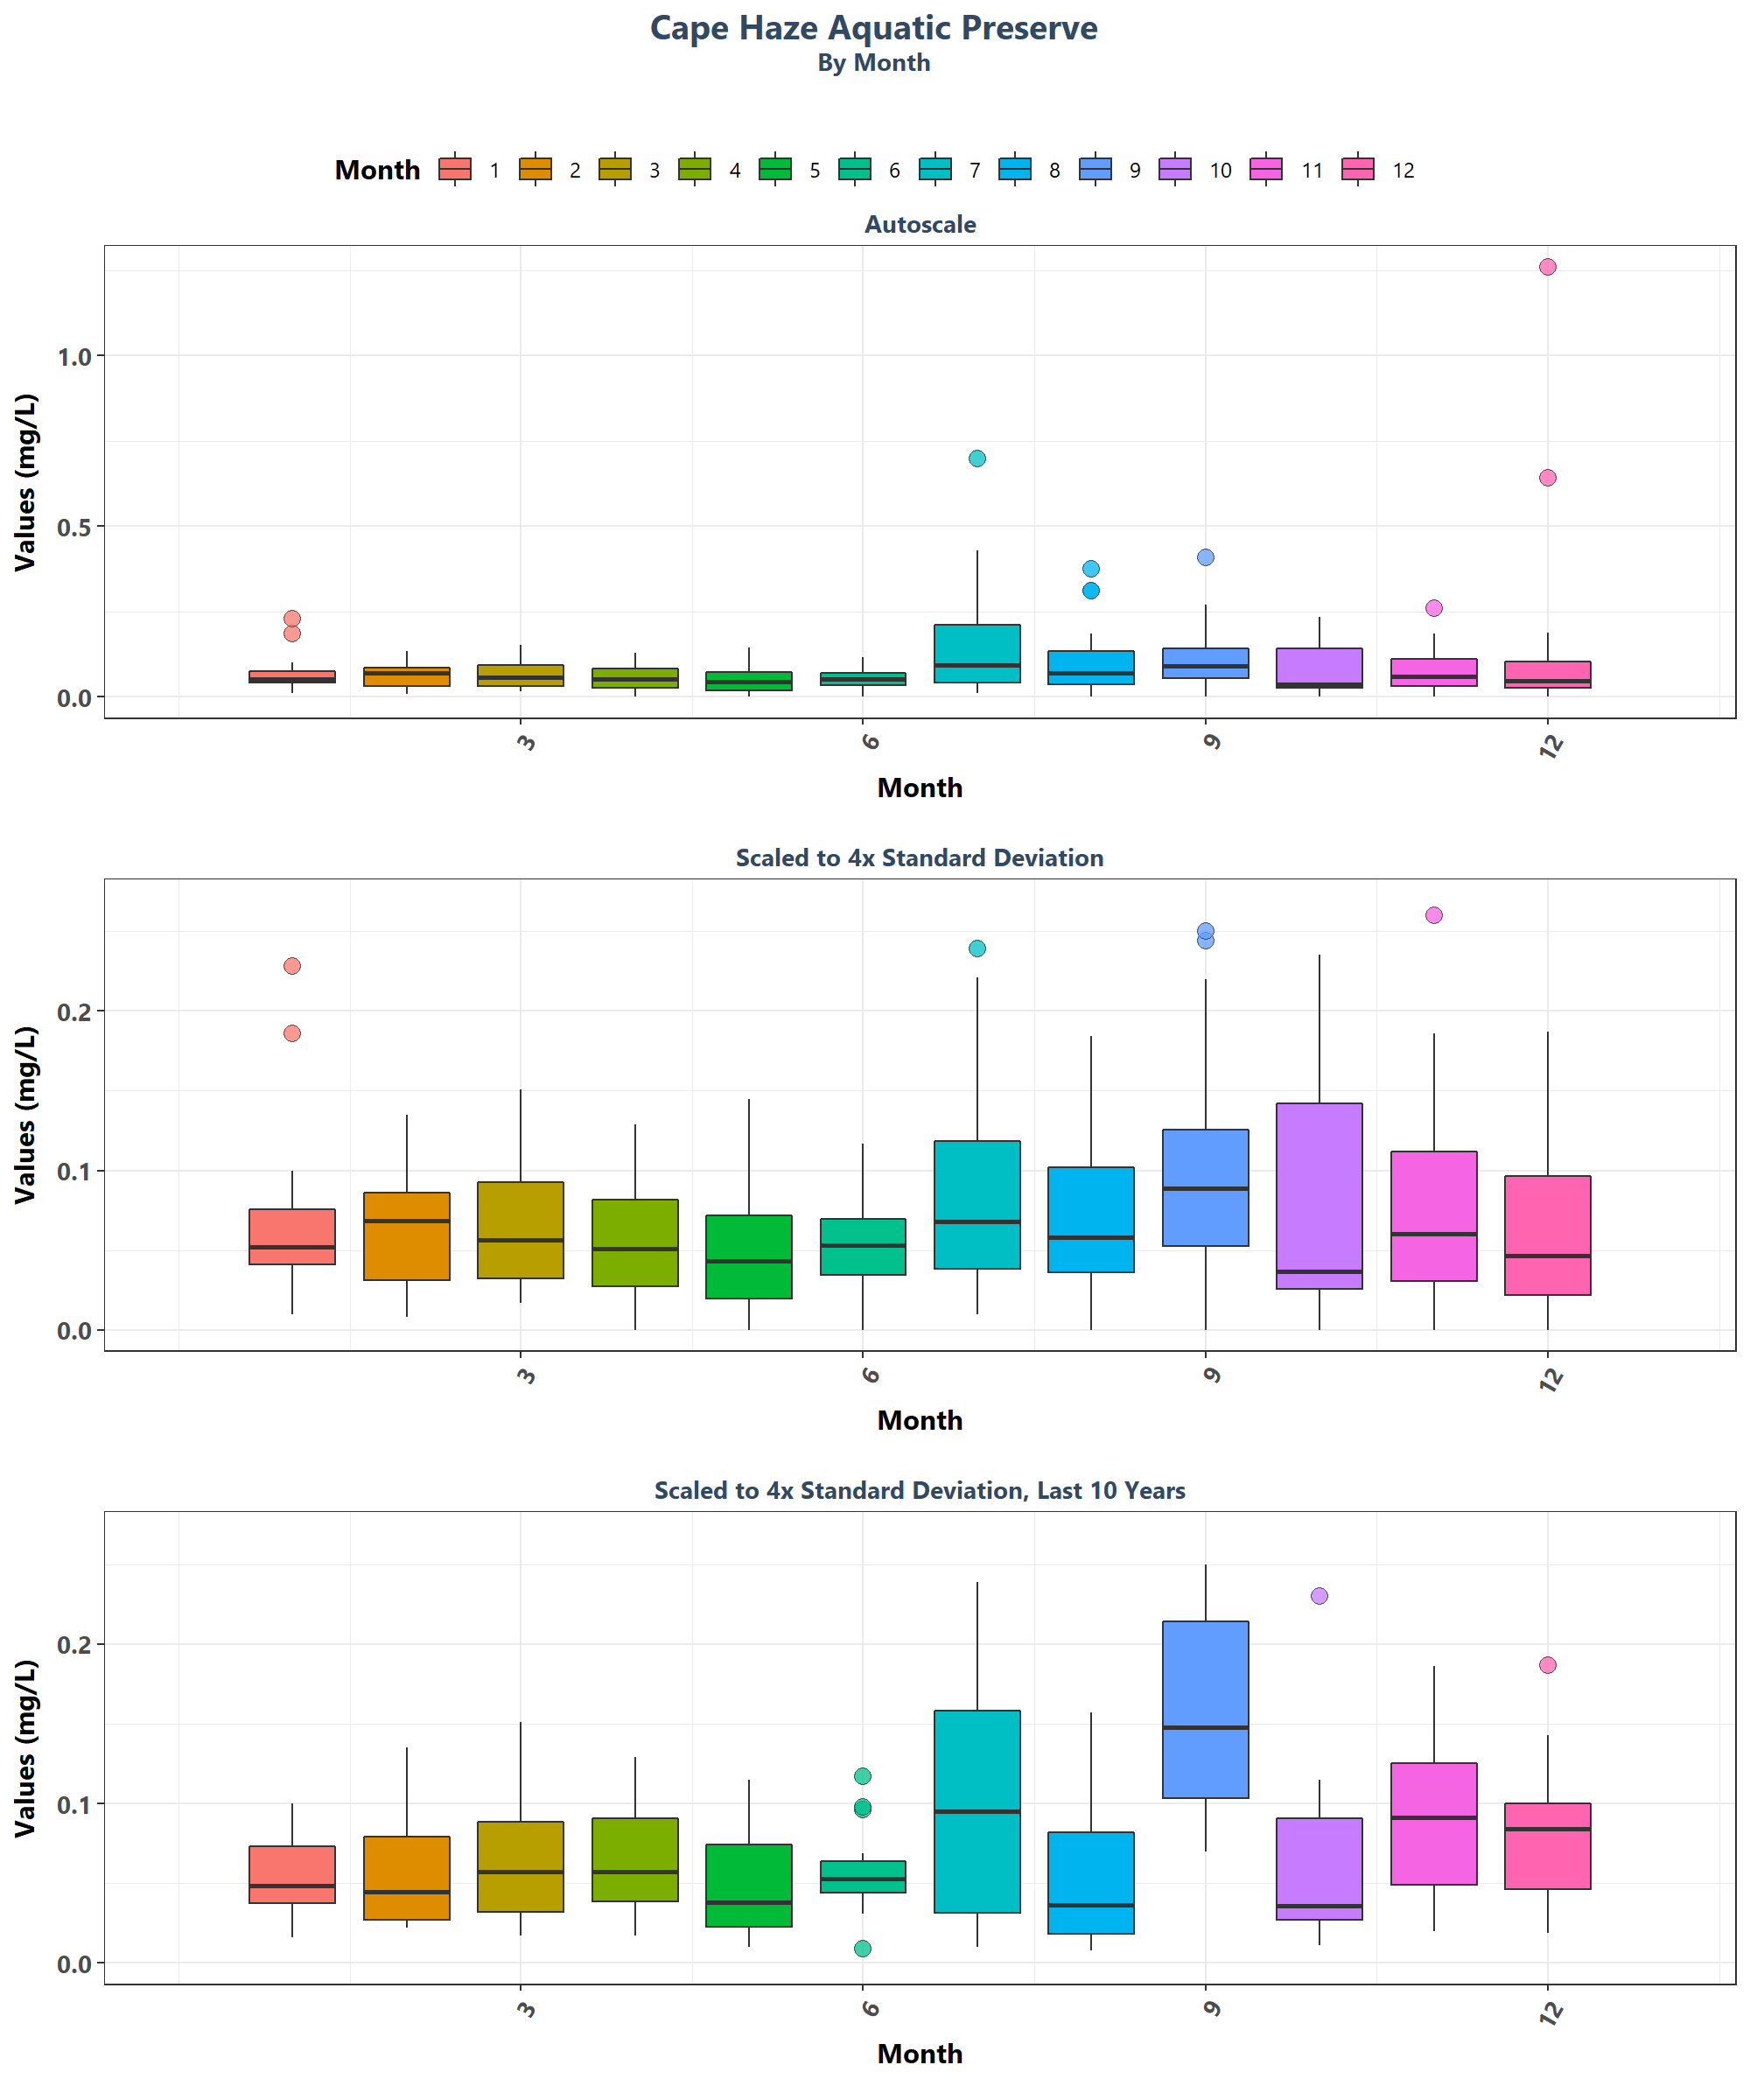 Cape Haze Aquatic Preserve
By Month
Month 1 2 3 4 5 6 7 8 9 10 11 12
Autoscale
Values (mg/L)
1.0
0.5
0.0
3 6 9 12
Month
Scaled to 4x Standard Deviation
Values (mg/L)
0.2
0.1
0.0
3 6 9 12
Month
Scaled to 4x Standard Deviation, Last 10 Years
Values (mg/L)
0.2
0.1
0.0
3 6 9 12
Month